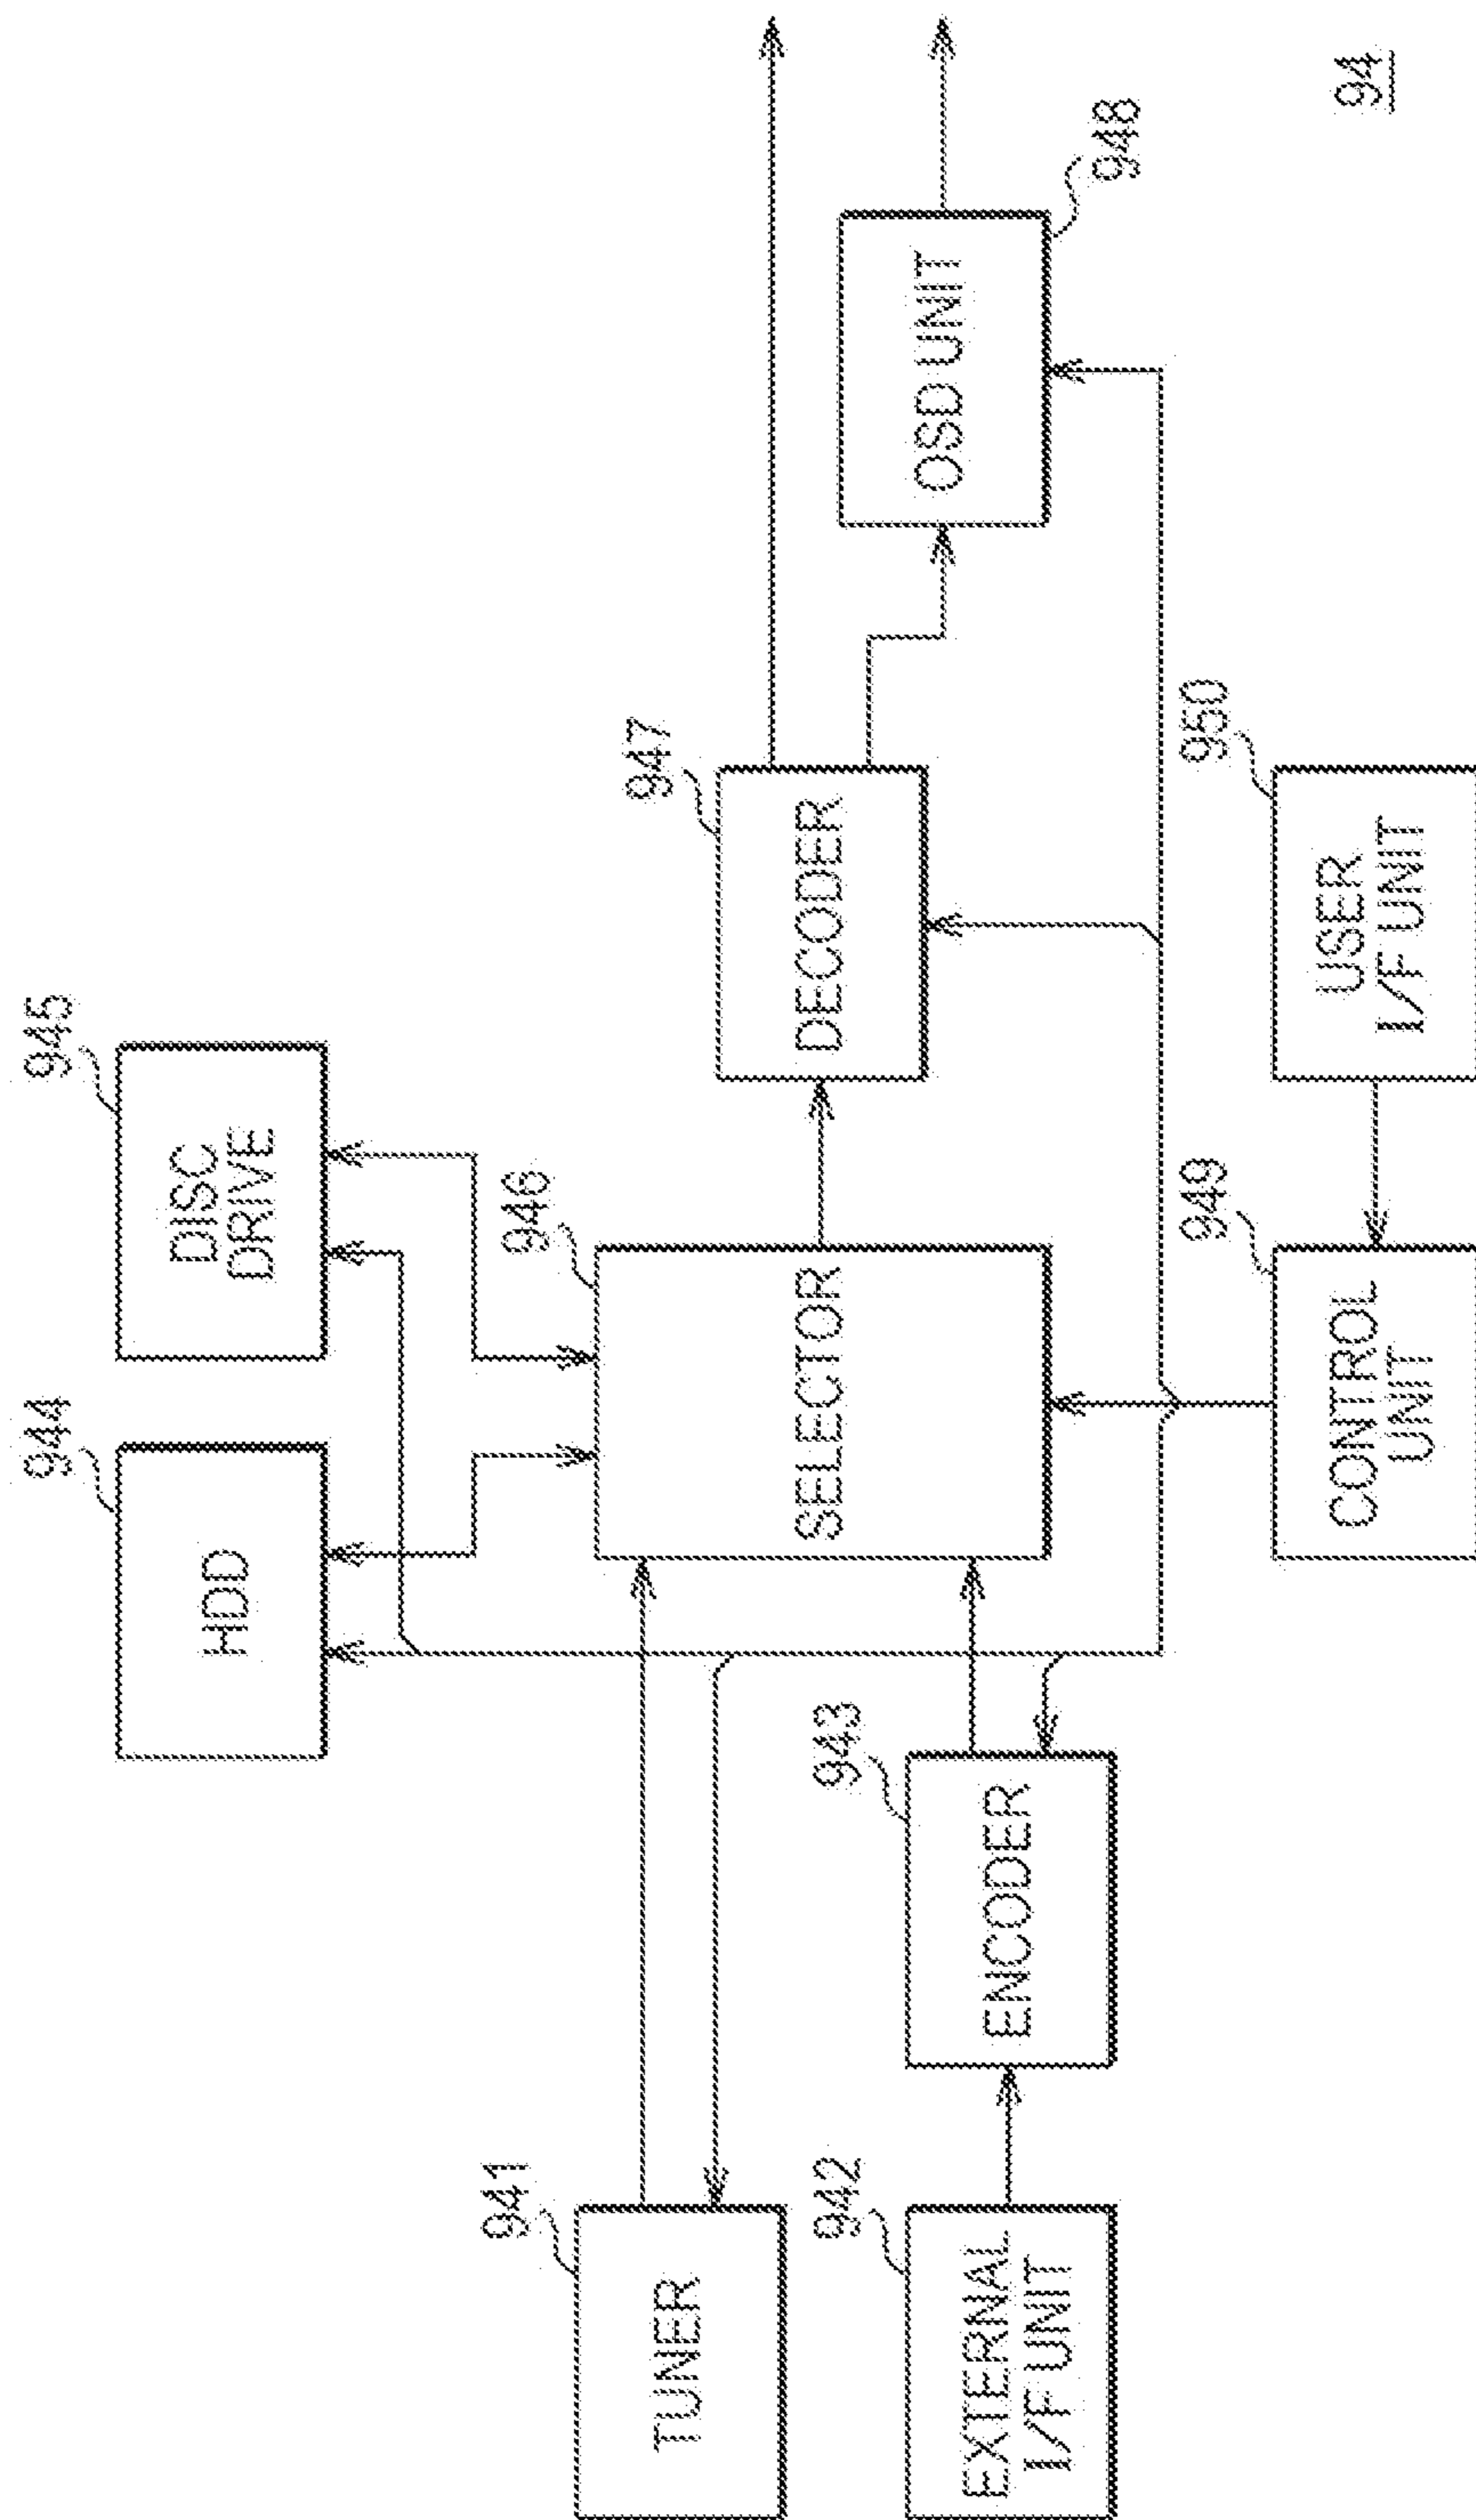 944
HDD
945
DISC
DRIVE
941
TUNER
946
SELECTOR
947
DECODER
942
EXTERNAL
I/F UNIT
943
ENCODER
OSD UNIT
948
949
CONTROL
UNIT
950
USER
I/F UNIT
94